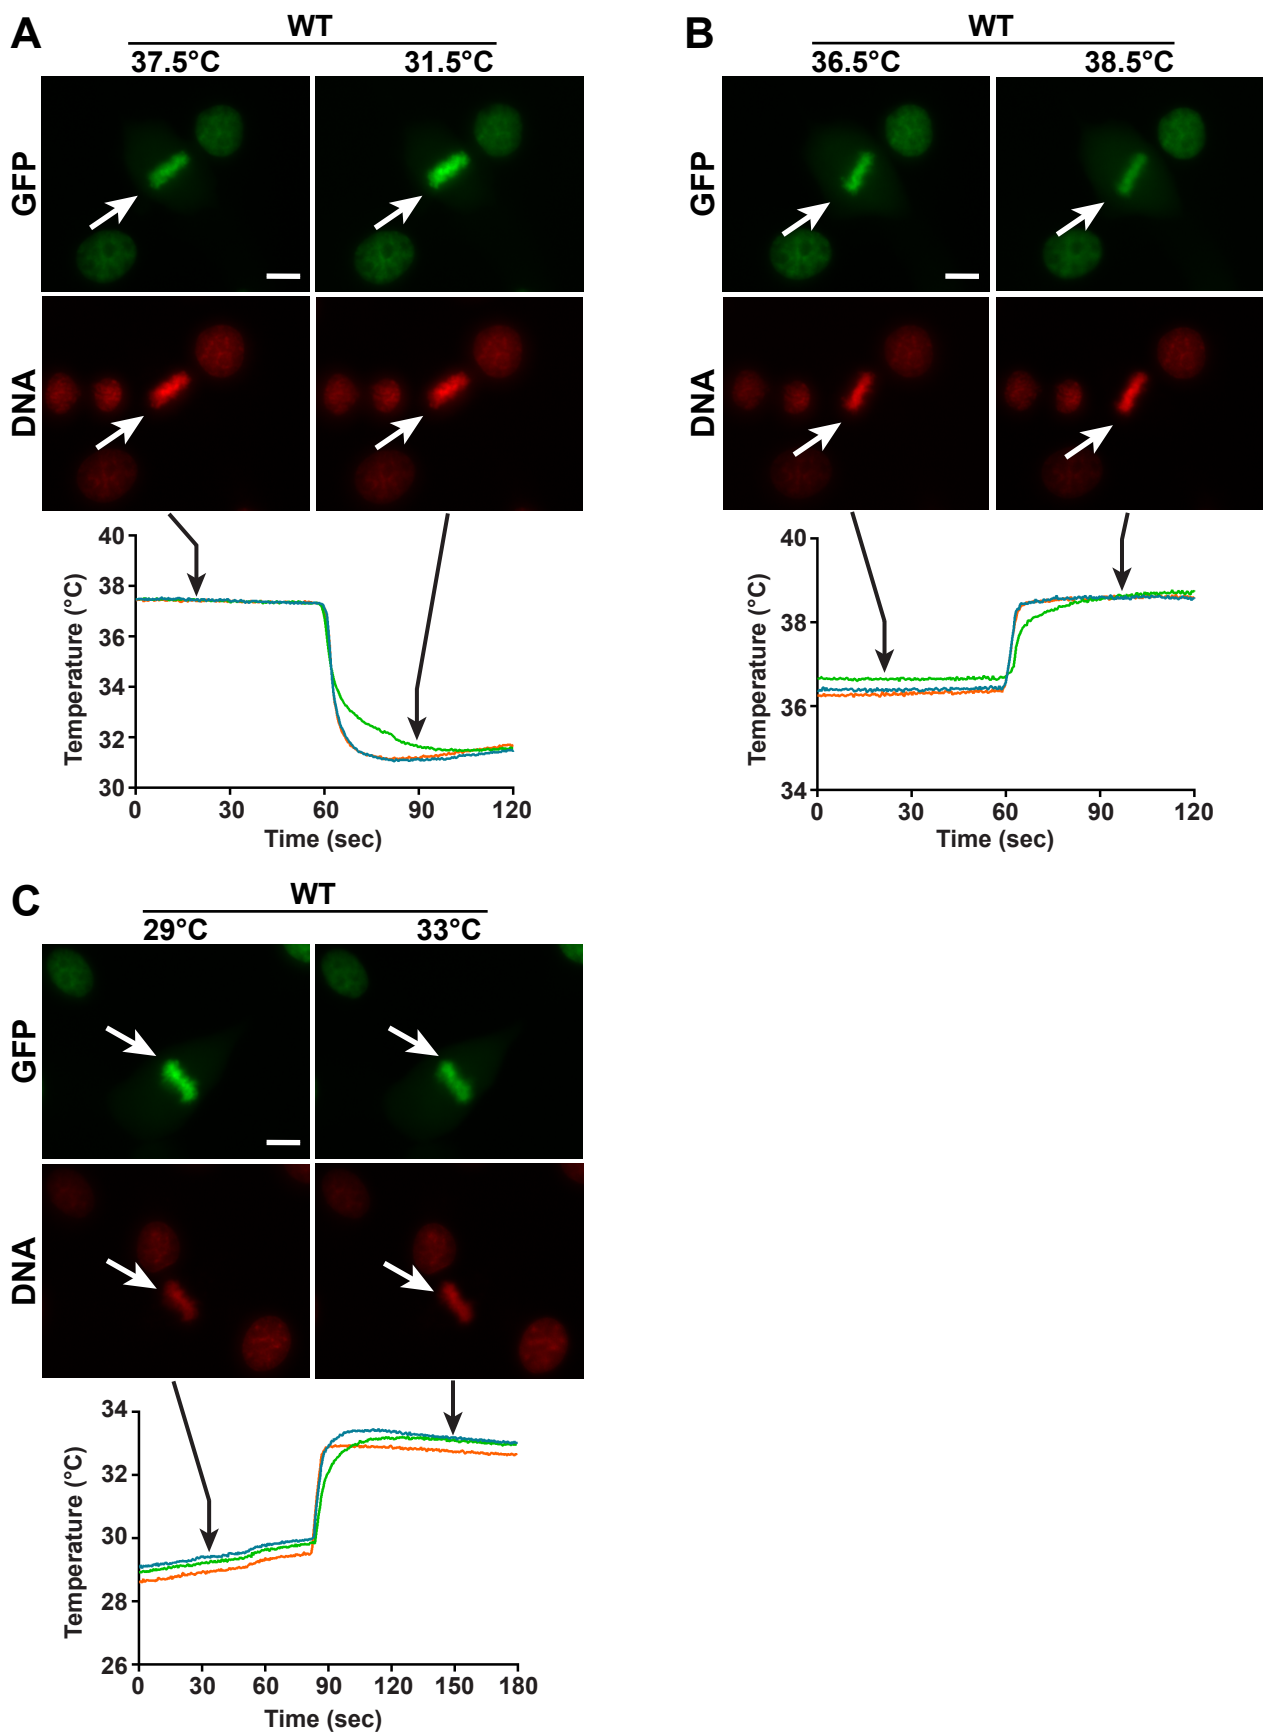 A
WT
37.5°C 31.5°C
GFP
DNA
Temperature (°C)
40
38
36
34
32
30
0 30 60 90 120
Time (sec)
B
WT
36.5°C 38.5°C
GFP
DNA
Temperature (°C)
40
38
36
34
0 30 60 90 120
Time (sec)
C
WT
29°C 33°C
GFP
DNA
Temperature (°C)
34
32
30
28
26
0 30 60 90 120 150 180
Time (sec)